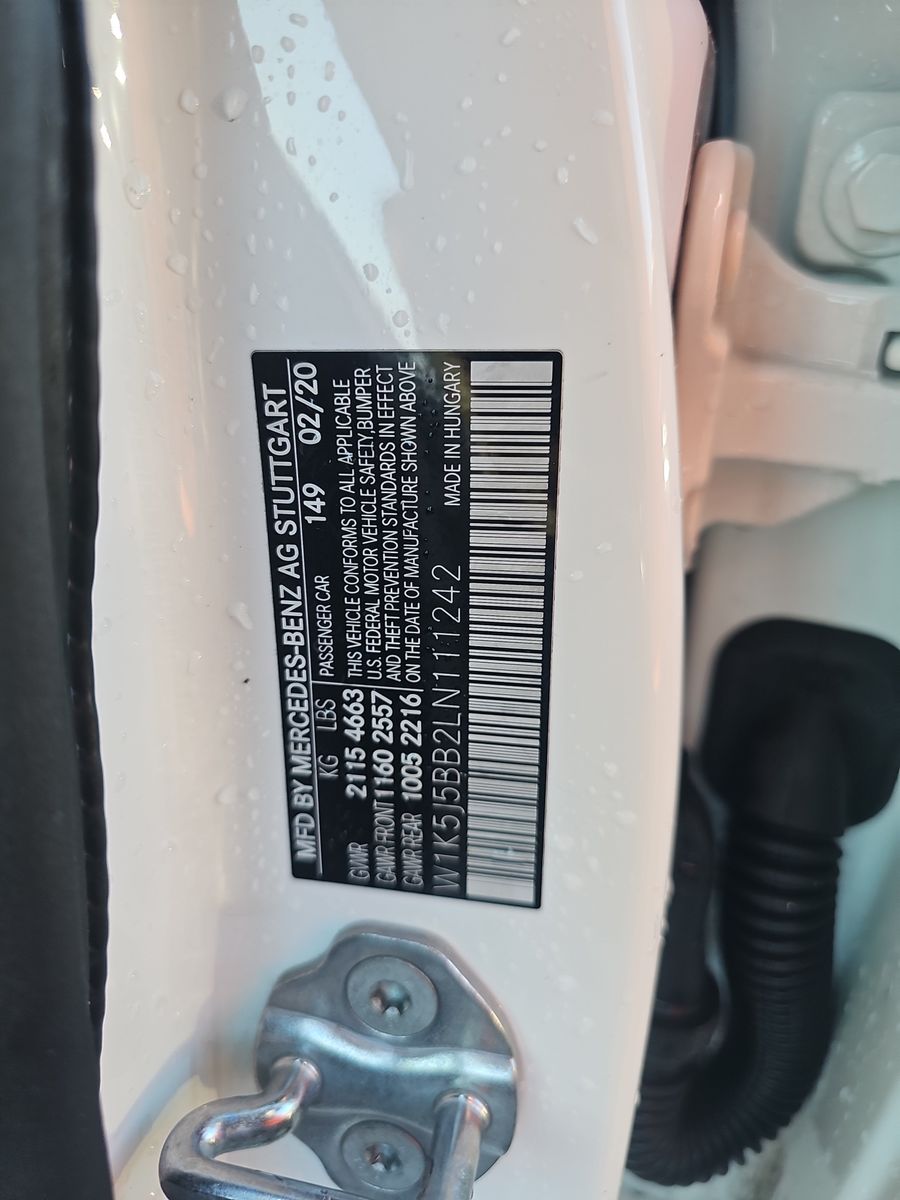 MFD BY MERCEDES-BENZ AG STUTTGART
KG LBS PASSENGER CAR 149 02/20
GVWR 2115 4663 THIS VEHICLE CONFORMS TO ALL APPLICABLE
GAWR FRONT 1160 2557 U.S. FEDERAL MOTOR VEHICLE SAFETY,BUMPER
AND THEFT PREVENTION STANDARDS IN EFFECT
GAWR REAR 1005 2216 ON THE DATE OF MANUFACTURE SHOWN ABOVE
W1K5J5BB2LN111242 MADE IN HUNGARY